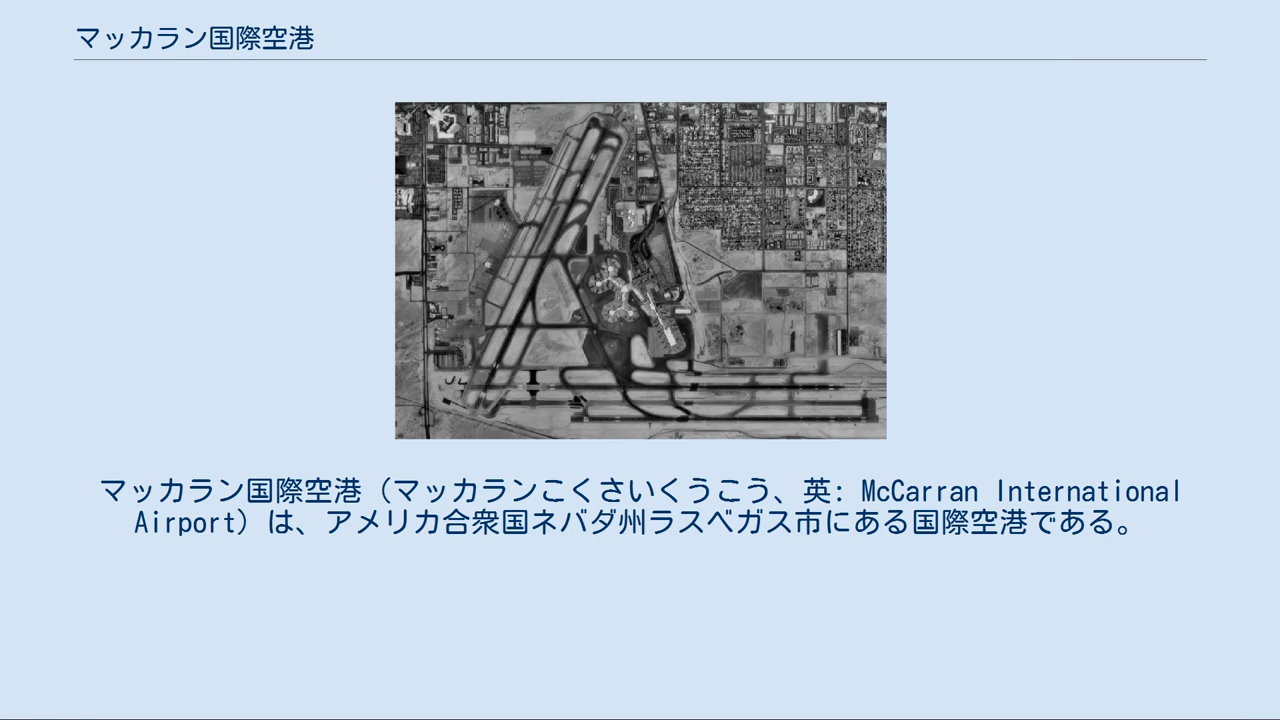 マッカラン国際空港
マッカラン国際空港（マッカランこくさいくうこう、英: McCarran International
Airport）は、アメリカ合衆国ネバダ州ラスベガス市にある国際空港である。